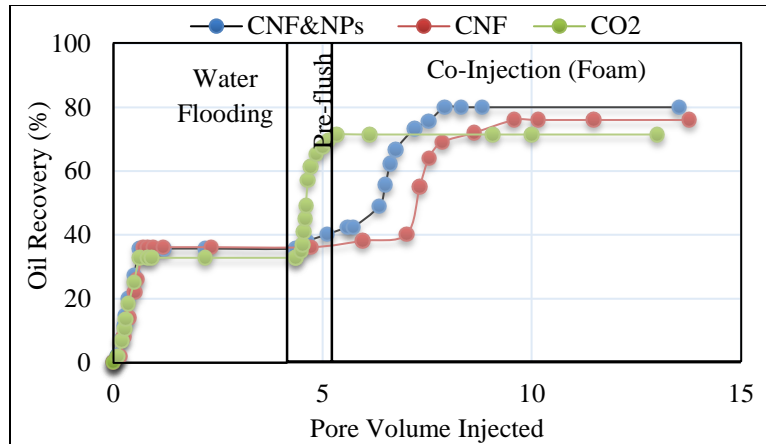 CNF&NPs CNF CO2
100
80
60
40
20
0
Oil Recovery (%)
Water
Flooding
Pre-flush
Co-Injection (Foam)
0 5 10 15
Pore Volume Injected